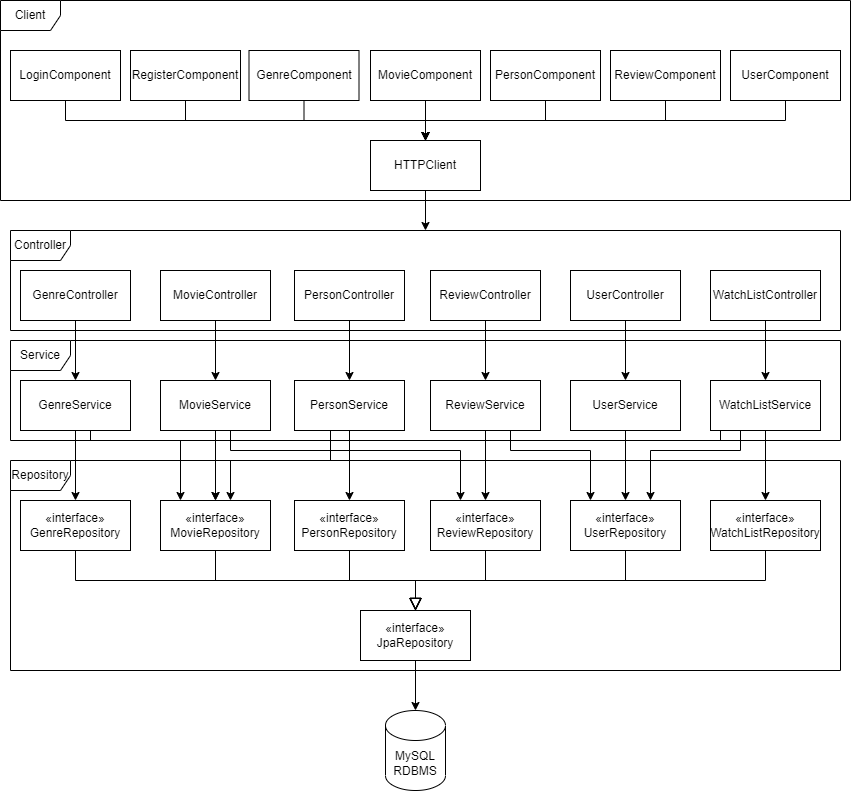 Client
LoginComponent
RegisterComponent
GenreComponent
MovieComponent
PersonComponent
ReviewComponent
UserComponent
HTTPClient
Controller
GenreController
MovieController
PersonController
ReviewController
UserController
WatchListController
Service
GenreService
MovieService
PersonService
ReviewService
UserService
WatchListService
Repository
«interface»
GenreRepository
«interface»
MovieRepository
«interface»
PersonRepository
«interface»
ReviewRepository
«interface»
UserRepository
«interface»
WatchListRepository
«interface»
JpaRepository
MySQL
RDBMS